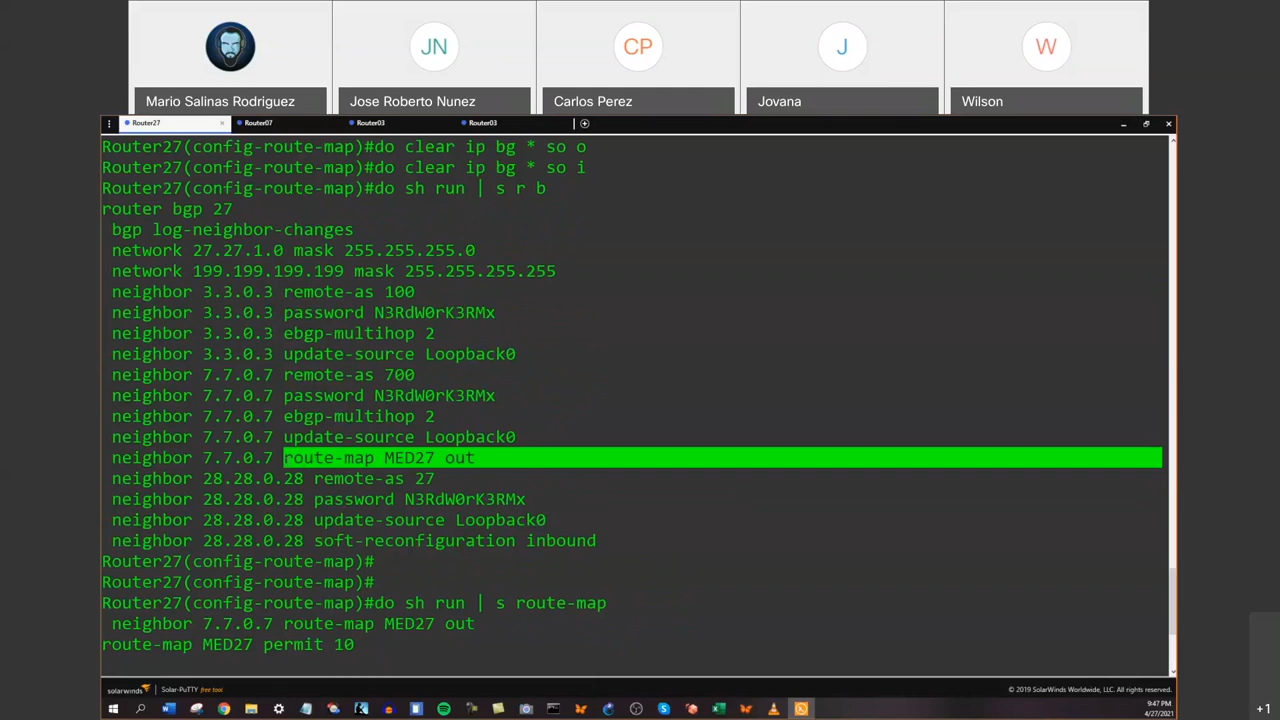 JN
CP
J
W
Mario Salinas Rodriguez
Jose Roberto Nunez
Carlos Perez
Jovana
Wilson
Router27 × Router07 Router03 Router03
Router27(config-route-map)#do clear ip bg * so o
Router27(config-route-map)#do clear ip bg * so i
Router27(config-route-map)#do sh run | s r b
router bgp 27
bgp log-neighbor-changes
network 27.27.1.0 mask 255.255.255.0
network 199.199.199.199 mask 255.255.255.255
neighbor 3.3.0.3 remote-as 100
neighbor 3.3.0.3 password N3RdW0rK3RMx
neighbor 3.3.0.3 ebgp-multihop 2
neighbor 3.3.0.3 update-source Loopback0
neighbor 7.7.0.7 remote-as 700
neighbor 7.7.0.7 password N3RdW0rK3RMx
neighbor 7.7.0.7 ebgp-multihop 2
neighbor 7.7.0.7 update-source Loopback0
neighbor 7.7.0.7 route-map MED27 out
neighbor 28.28.0.28 remote-as 27
neighbor 28.28.0.28 password N3RdW0rK3RMx
neighbor 28.28.0.28 update-source Loopback0
neighbor 28.28.0.28 soft-reconfiguration inbound
Router27(config-route-map)#
Router27(config-route-map)#
Router27(config-route-map)#do sh run | s route-map
neighbor 7.7.0.7 route-map MED27 out
route-map MED27 permit 10
solarwinds Solar-PuTTY free tool © 2019 SolarWinds Worldwide, LLC. All rights reserved.
9:47 PM
4/27/2021
+1